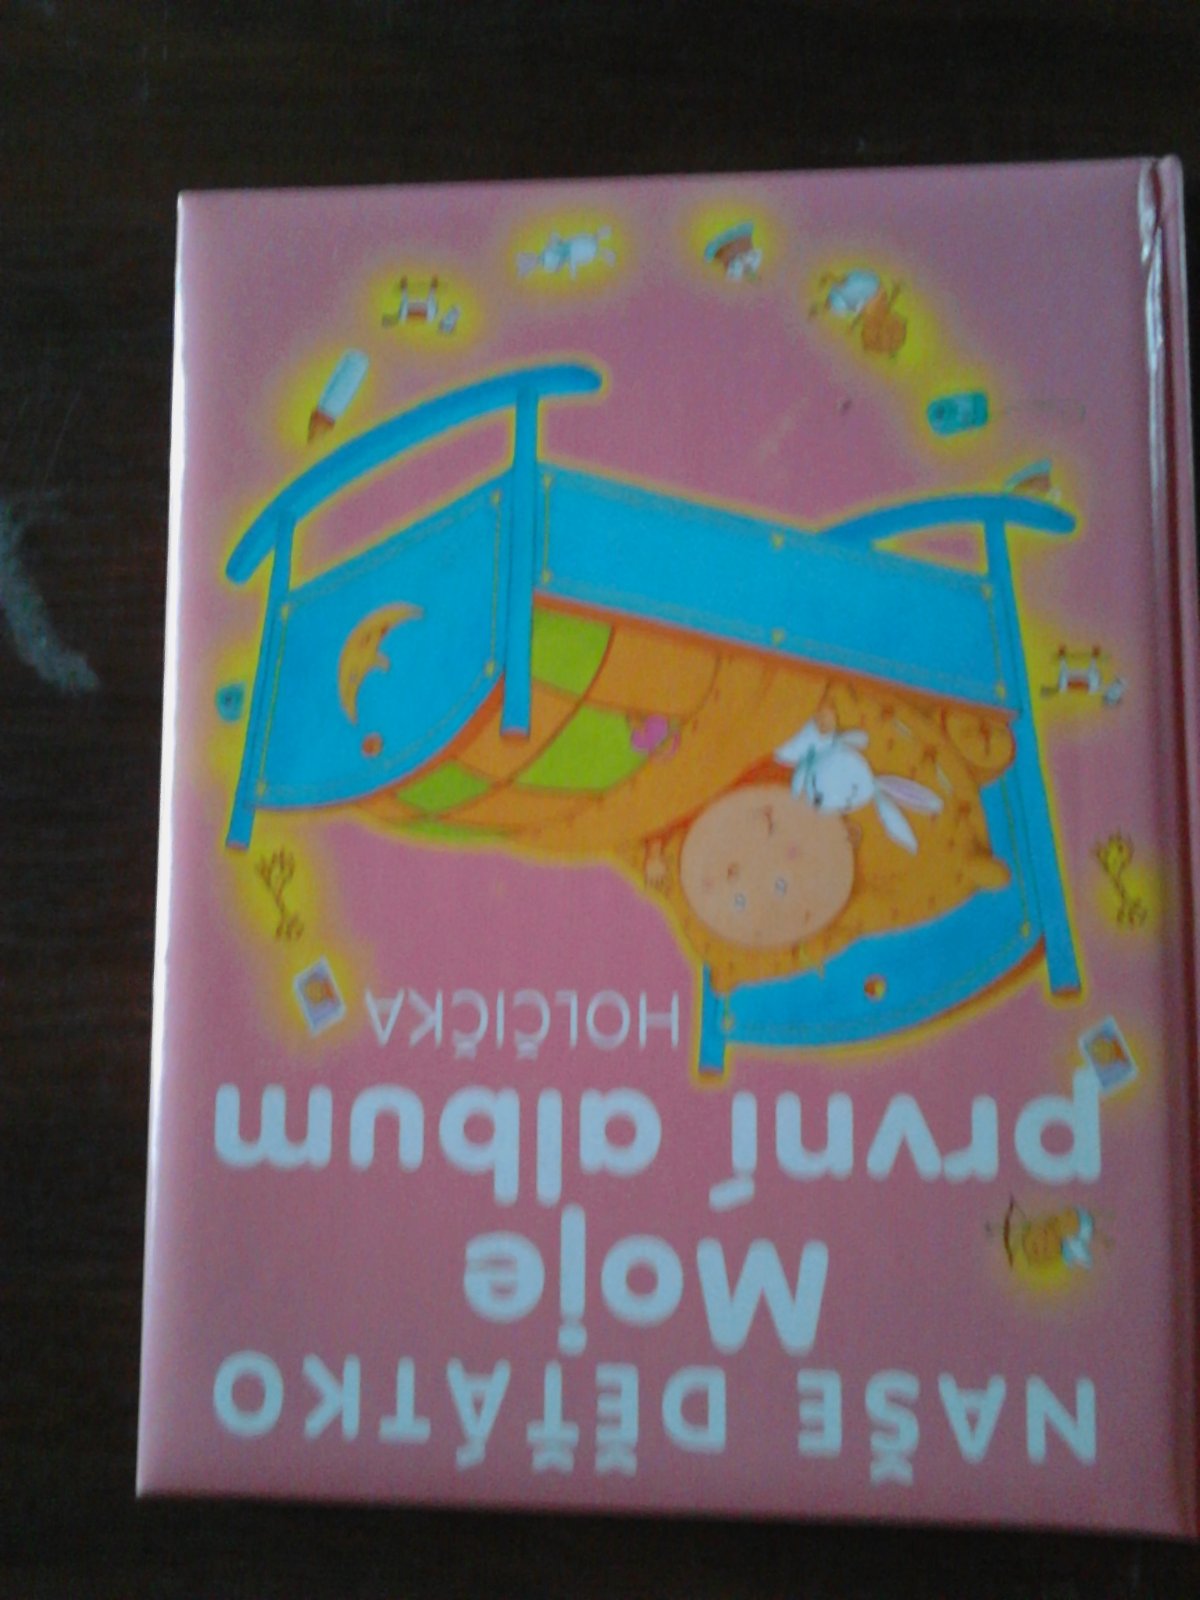 NAŠE DĚŤÁTKO
Moje
první album
HOLČIČKA